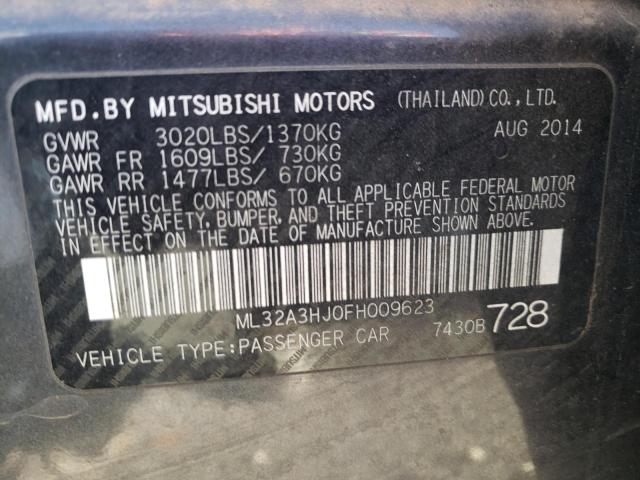 MFD.BY MITSUBISHI MOTORS (THAILAND)CO.,LTD.
GVWR 3020LBS/1370KG AUG 2014
GAWR FR 1609LBS/ 730KG
GAWR RR 1477LBS/ 670KG
THIS VEHICLE CONFORMS TO ALL APPLICABLE FEDERAL MOTOR
VEHICLE SAFETY, BUMPER, AND THEFT PREVENTION STANDARDS
IN EFFECT ON THE DATE OF MANUFACTURE SHOWN ABOVE.
ML32A3HJ0FH009623
VEHICLE TYPE:PASSENGER CAR 7430B 728